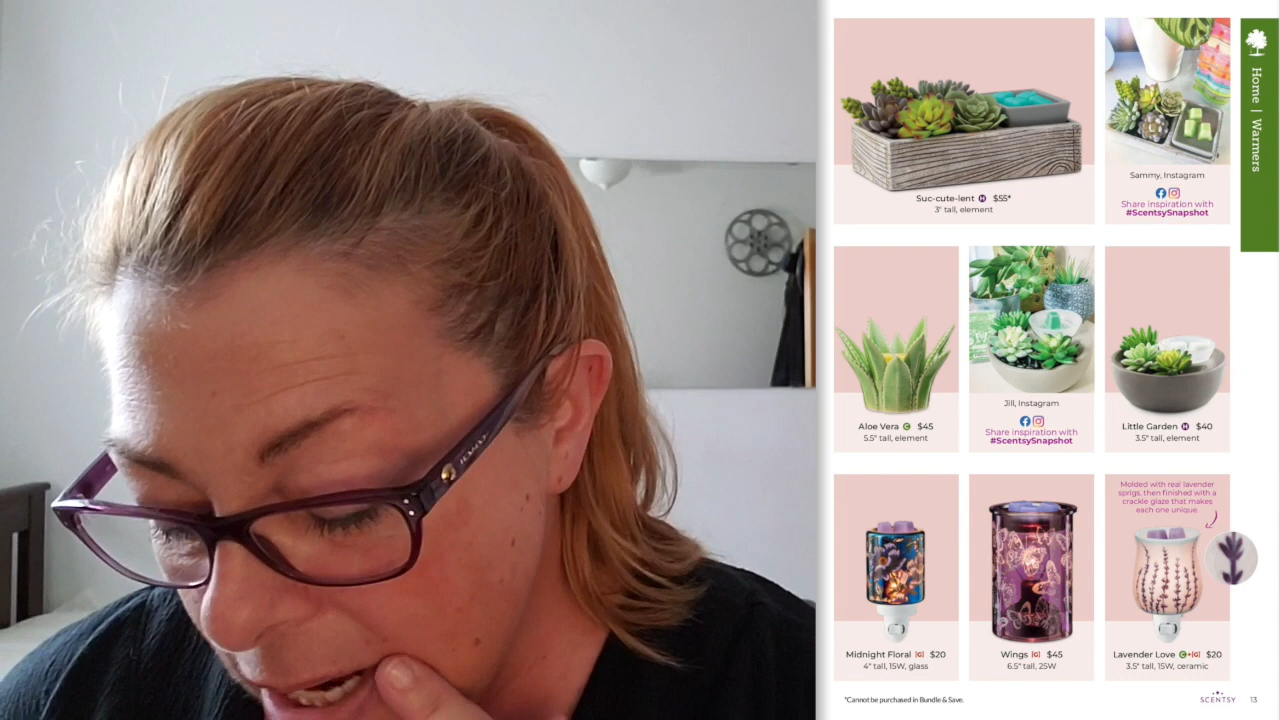 Home | Warmers
Suc-cute-lent H $55*
3" tall, element
Sammy, Instagram
Share inspiration with
#ScentsySnapshot
Aloe Vera C $45
5.5" tall, element
Jill, Instagram
Share inspiration with
#ScentsySnapshot
Little Garden H $40
3.5" tall, element
Molded with real lavender
sprigs, then finished with a
crackle glaze that makes
each one unique.
Midnight Floral [G] $20
4" tall, 15W, glass
Wings [G] $45
6.5" tall, 25W
Lavender Love C+[G] $20
3.5" tall, 15W, ceramic
*Cannot be purchased in Bundle & Save.
SCENTSY 13